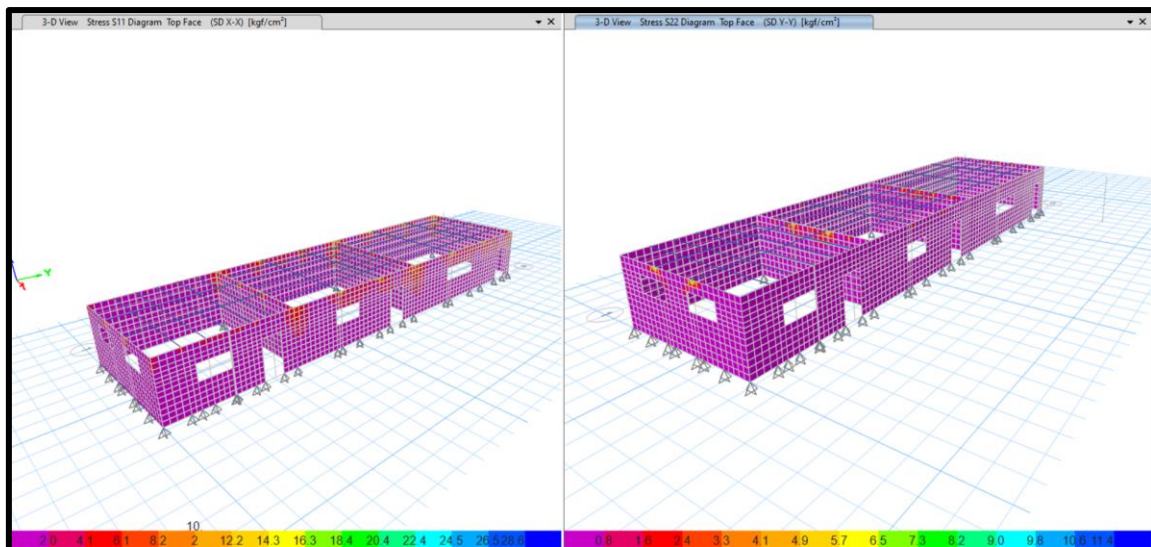 3-D View Stress S11 Diagram Top Face (SD X-X) [kgf/cm²]
3-D View Stress S22 Diagram Top Face (SD Y-Y) [kgf/cm²]
Y
X
10
2.0 4.1 6.1 8.2 2 12.2 14.3 16.3 18.4 20.4 22.4 24.5 26.5 28.6
0.8 1.6 2.4 3.3 4.1 4.9 5.7 6.5 7.3 8.2 9.0 9.8 10.6 11.4